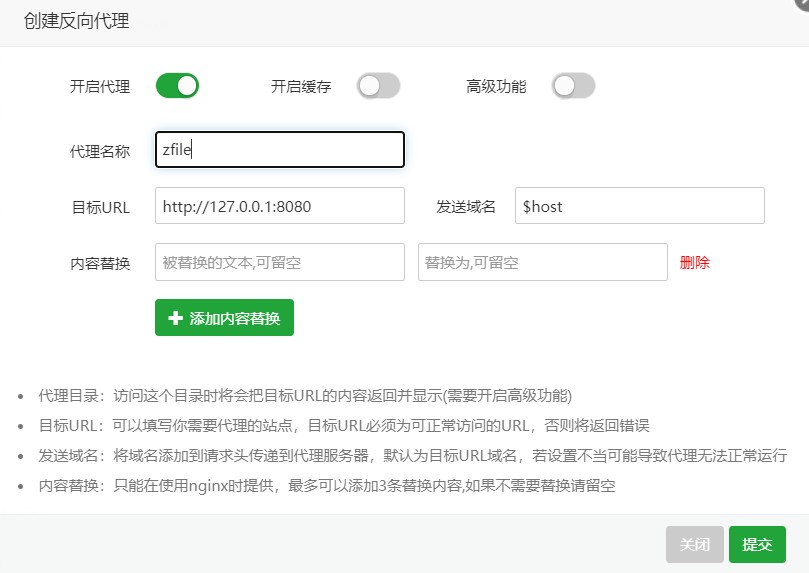 创建反向代理
开启代理 开启缓存 高级功能
代理名称 zfile
目标URL http://127.0.0.1:8080 发送域名 $host
内容替换 被替换的文本,可留空 替换为,可留空 删除
添加内容替换
代理目录：访问这个目录时将会把目标URL的内容返回并显示(需要开启高级功能)
目标URL：可以填写你需要代理的站点，目标URL必须为可正常访问的URL，否则将返回错误
发送域名：将域名添加到请求头传递到代理服务器，默认为目标URL域名，若设置不当可能导致代理无法正常运行
内容替换：只能在使用nginx时提供，最多可以添加3条替换内容,如果不需要替换请留空
关闭 提交